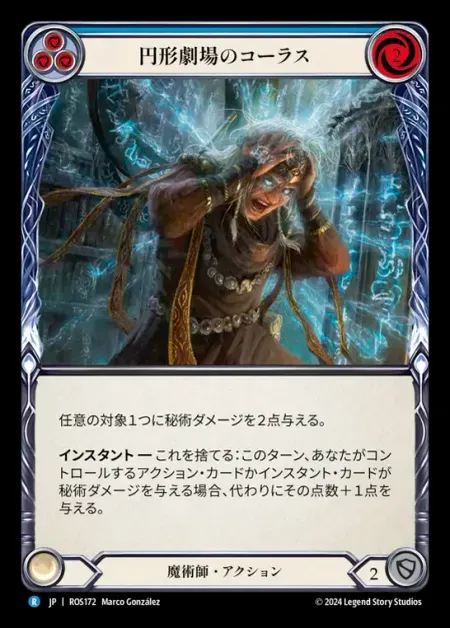 円形劇場のコーラス
2
任意の対象1つに秘術ダメージを2点与える。
インスタント ー これを捨てる：このターン、あなたがコ
ントロールするアクション・カードかインスタント・カードが
秘術ダメージを与える場合、代わりにその点数＋1点を
与える。
魔術師・アクション
2
R JP | ROS172 Marco González
© 2024 Legend Story Studios